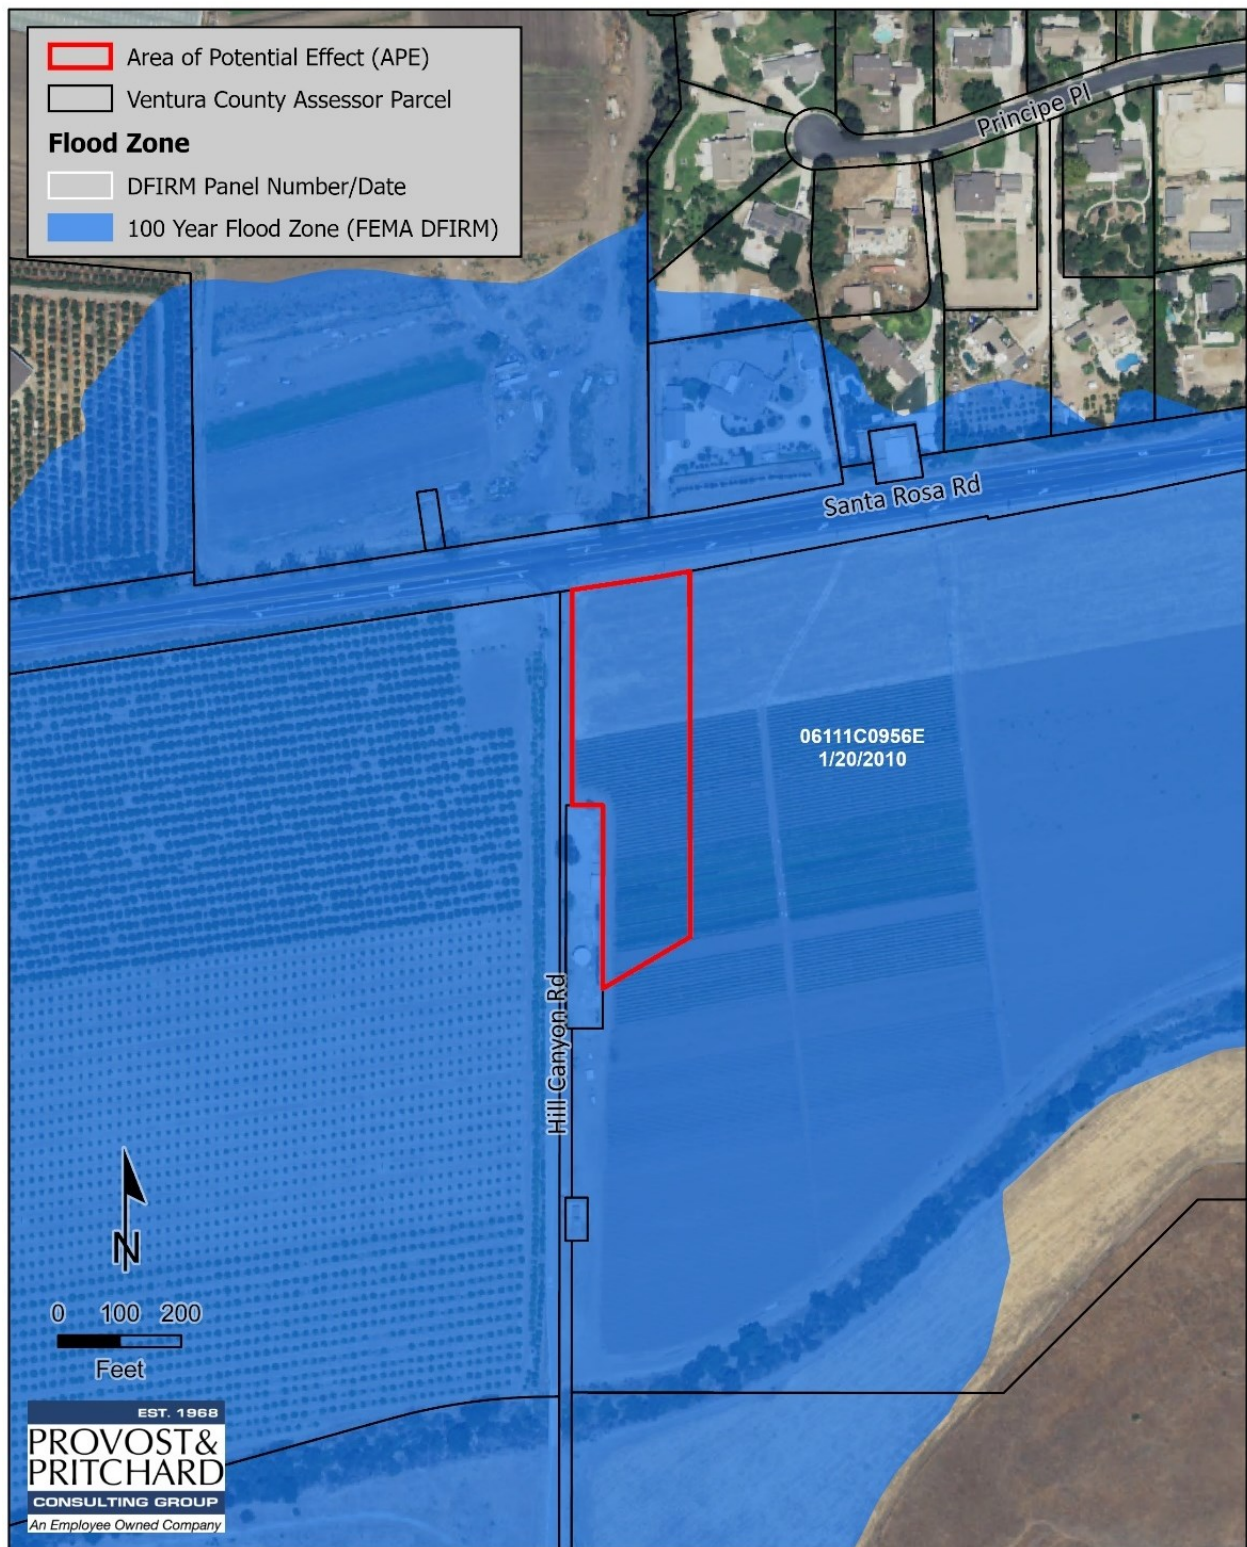 Area of Potential Effect (APE)
Ventura County Assessor Parcel
Flood Zone
DFIRM Panel Number/Date
100 Year Flood Zone (FEMA DFIRM)
Principe Pl
Santa Rosa Rd
06111C0956E
1/20/2010
Hill Canyon Rd
N
0 100 200
Feet
EST. 1968
PROVOST&
PRITCHARD
CONSULTING GROUP
An Employee Owned Company